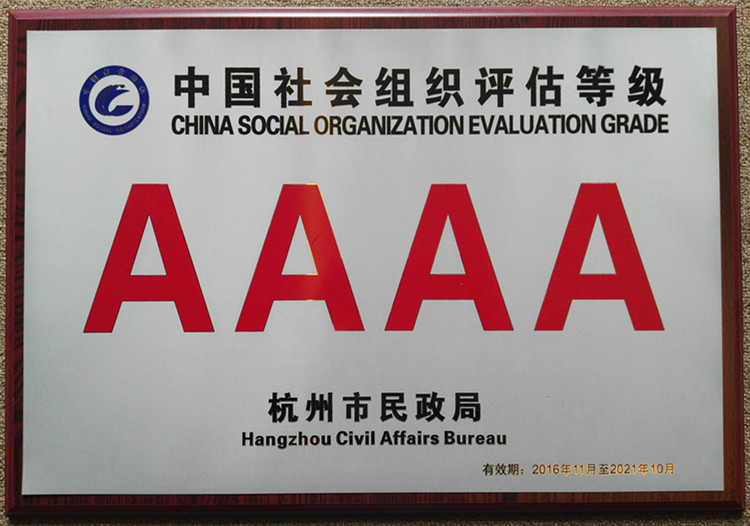 中国社会组织评估等级
CHINA SOCIAL ORGANIZATION EVALUATION GRADE
AAAA
杭州市民政局
Hangzhou Civil Affairs Bureau
有效期：2016年11月至2021年10月